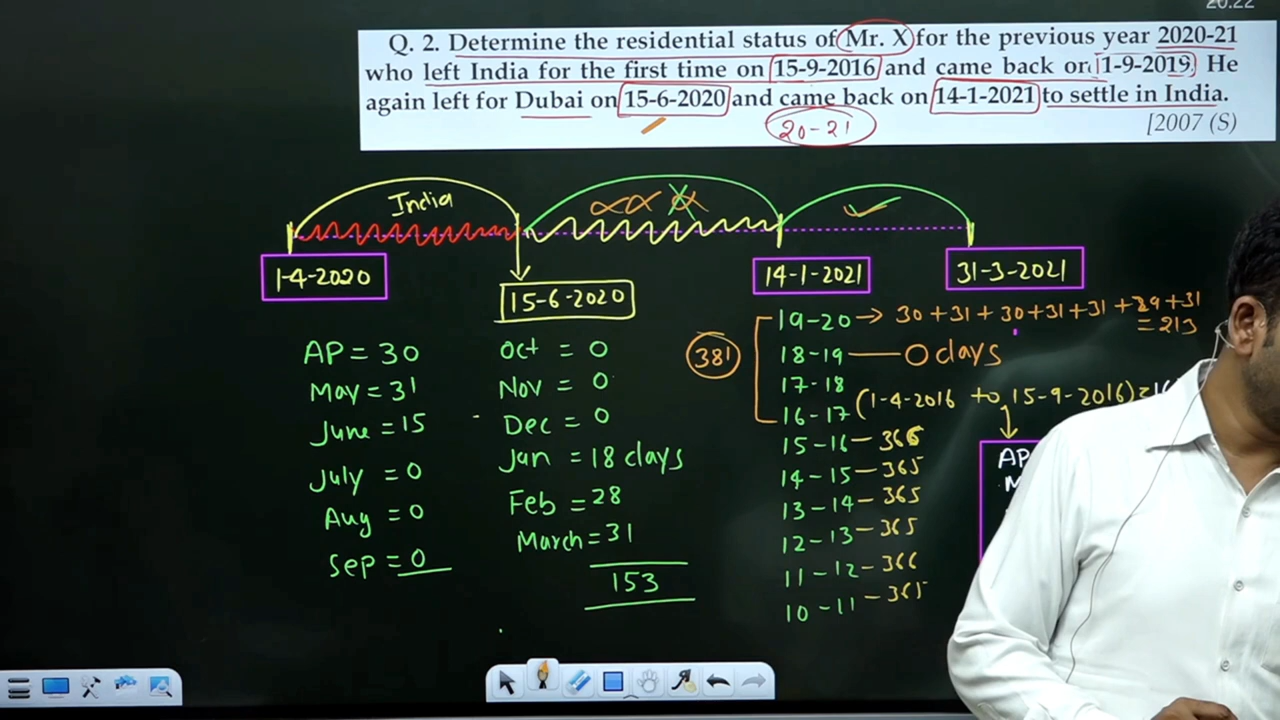 Q. 2. Determine the residential status of Mr. X for the previous year 2020-21
who left India for the first time on 15-9-2016 and came back on 1-9-2019. He
again left for Dubai on 15-6-2020 and came back on 14-1-2021 to settle in India.
20-21
[2007 (S)
India
1-4-2020
15-6-2020
14-1-2021
31-3-2021
AP = 30
May = 31
June = 15
July = 0
Aug = 0
Sep = 0
Oct = 0
Nov = 0
Dec = 0
Jan = 18 days
Feb = 28
March = 31
153
381
19-20 → 30 + 31 + 30 + 31 + 31 + 29 + 31
= 213
18-19 — 0 days
17-18
16-17 (1-4-2016 to 15-9-2016) =
15-16 - 366
14-15 - 365
13-14 - 365
12-13 - 365
11-12 - 366
10-11 - 365
AP